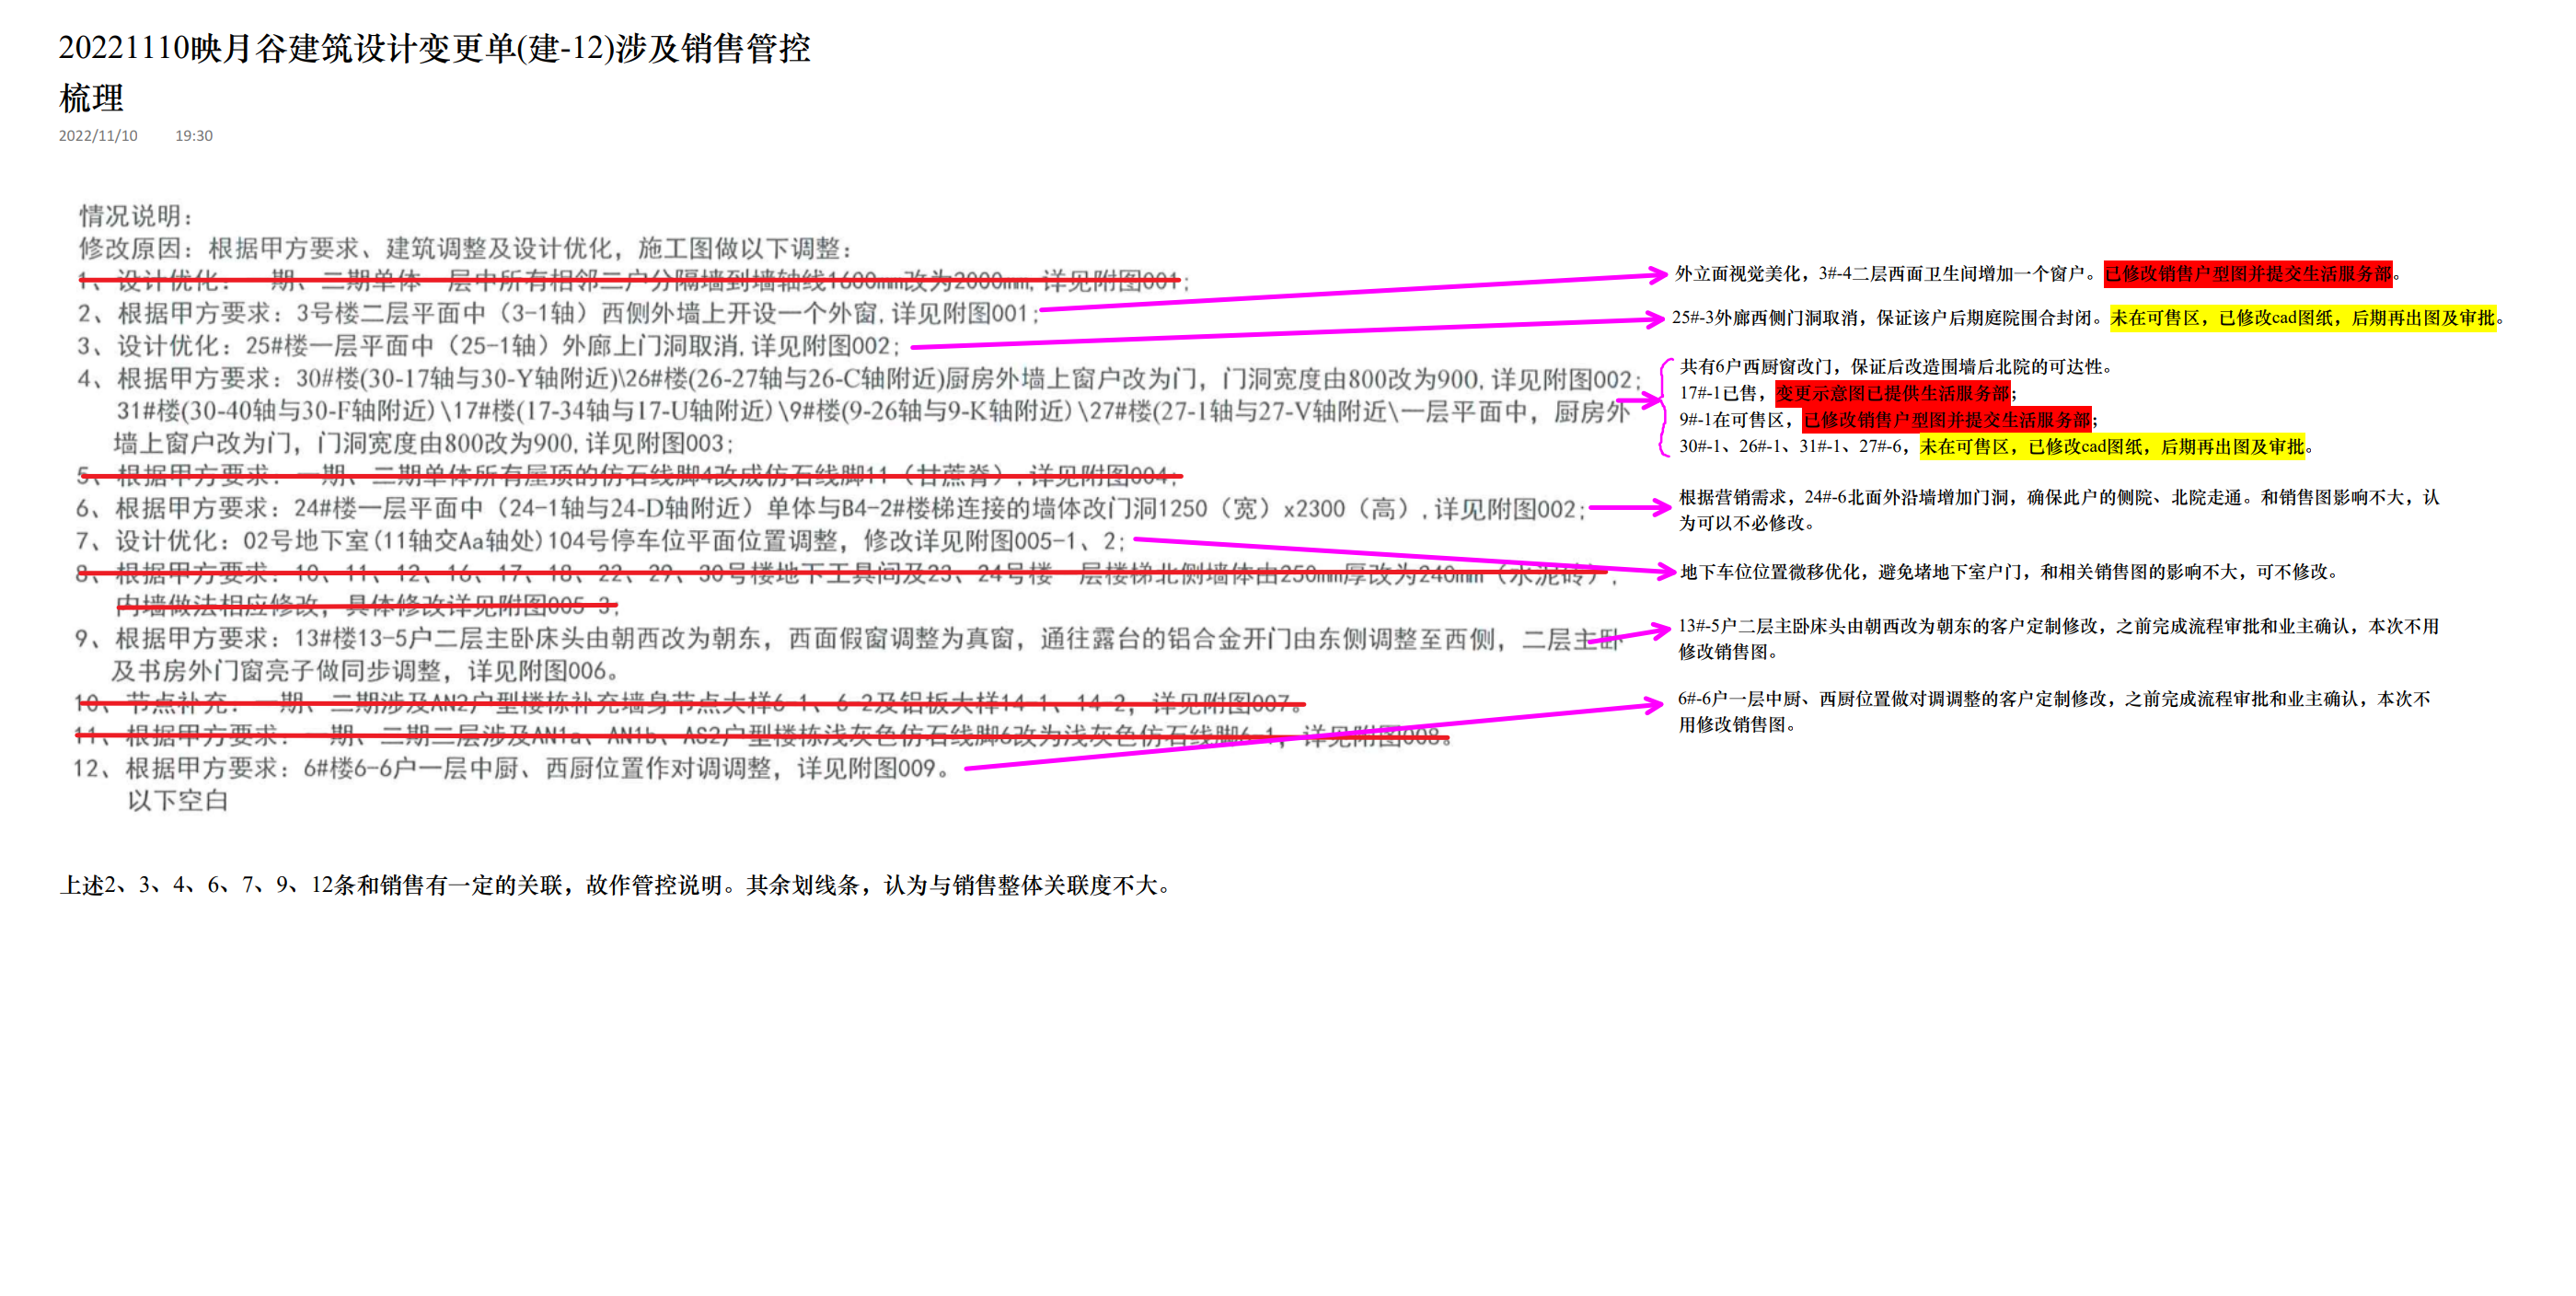 20221110映月谷建筑设计变更单(建-12)涉及销售管控
梳理
2022/11/10 19:30
情况说明：
修改原因：根据甲方要求、建筑调整及设计优化，施工图做以下调整：
1、设计优化：一期、二期单体一层中所有相邻二户分隔墙到墙轴线1600mm改为2000mm,详见附图001;
2、根据甲方要求：3号楼二层平面中（3-1轴）西侧外墙上开设一个外窗,详见附图001;
3、设计优化：25#楼一层平面中（25-1轴）外廊上门洞取消,详见附图002;
4、根据甲方要求：30#楼(30-17轴与30-Y轴附近)\26#楼(26-27轴与26-C轴附近)厨房外墙上窗户改为门，门洞宽度由800改为900,详见附图002;
31#楼(30-40轴与30-F轴附近)\17#楼(17-34轴与17-U轴附近)\9#楼(9-26轴与9-K轴附近)\27#楼(27-1轴与27-V轴附近\一层平面中，厨房外
墙上窗户改为门，门洞宽度由800改为900,详见附图003;
5、根据甲方要求：一期、二期单体所有屋顶的仿石线脚4改成仿石线脚11（甘蔗脊）,详见附图004;
6、根据甲方要求：24#楼一层平面中（24-1轴与24-D轴附近）单体与B4-2#楼梯连接的墙体改门洞1250（宽）x2300（高）,详见附图002;
7、设计优化：02号地下室(11轴交Aa轴处)104号停车位平面位置调整，修改详见附图005-1、2;
8、根据甲方要求：10、11、12、16、17、18、22、29、30号楼地下工具间及23、24号楼一层楼梯北侧墙体由250mm厚改为240mm（水泥砖），
内墙做法相应修改，具体修改详见附图005-3;
9、根据甲方要求：13#楼13-5户二层主卧床头由朝西改为朝东，西面假窗调整为真窗，通往露台的铝合金开门由东侧调整至西侧，二层主卧
及书房外门窗亮子做同步调整，详见附图006。
10、节点补充：一期、二期涉及AN2户型楼栋补充墙身节点大样6-1、6-2及铝板大样14-1、14-2，详见附图007。
11、根据甲方要求：一期、二期二层涉及AN1a、AN1b、AS2户型楼栋浅灰色仿石线脚6改为浅灰色仿石线脚6-1，详见附图008。
12、根据甲方要求：6#楼6-6户一层中厨、西厨位置作对调调整，详见附图009。
以下空白
外立面视觉美化，3#-4二层西面卫生间增加一个窗户。已修改销售户型图并提交生活服务部。
25#-3外廊西侧门洞取消，保证该户后期庭院围合封闭。未在可售区，已修改cad图纸，后期再出图及审批。
共有6户西厨窗改门，保证后改造围墙后北院的可达性。
17#-1已售，变更示意图已提供生活服务部；
9#-1在可售区，已修改销售户型图并提交生活服务部；
30#-1、26#-1、31#-1、27#-6，未在可售区，已修改cad图纸，后期再出图及审批。
根据营销需求，24#-6北面外沿墙增加门洞，确保此户的侧院、北院走通。和销售图影响不大，认
为可以不必修改。
地下车位位置微移优化，避免堵地下室户门，和相关销售图的影响不大，可不修改。
13#-5户二层主卧床头由朝西改为朝东的客户定制修改，之前完成流程审批和业主确认，本次不用
修改销售图。
6#-6户一层中厨、西厨位置做对调调整的客户定制修改，之前完成流程审批和业主确认，本次不
用修改销售图。
上述2、3、4、6、7、9、12条和销售有一定的关联，故作管控说明。其余划线条，认为与销售整体关联度不大。